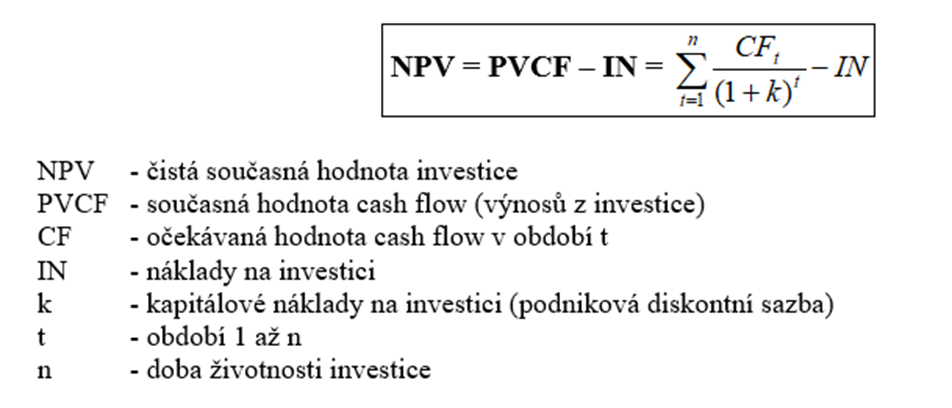 NPV = PVCF – IN = \sum_{t=1}^{n} \frac{CF_t}{(1+k)^t} - IN
NPV - čistá současná hodnota investice
PVCF - současná hodnota cash flow (výnosů z investice)
CF - očekávaná hodnota cash flow v období t
IN - náklady na investici
k - kapitálové náklady na investici (podniková diskontní sazba)
t - období 1 až n
n - doba životnosti investice